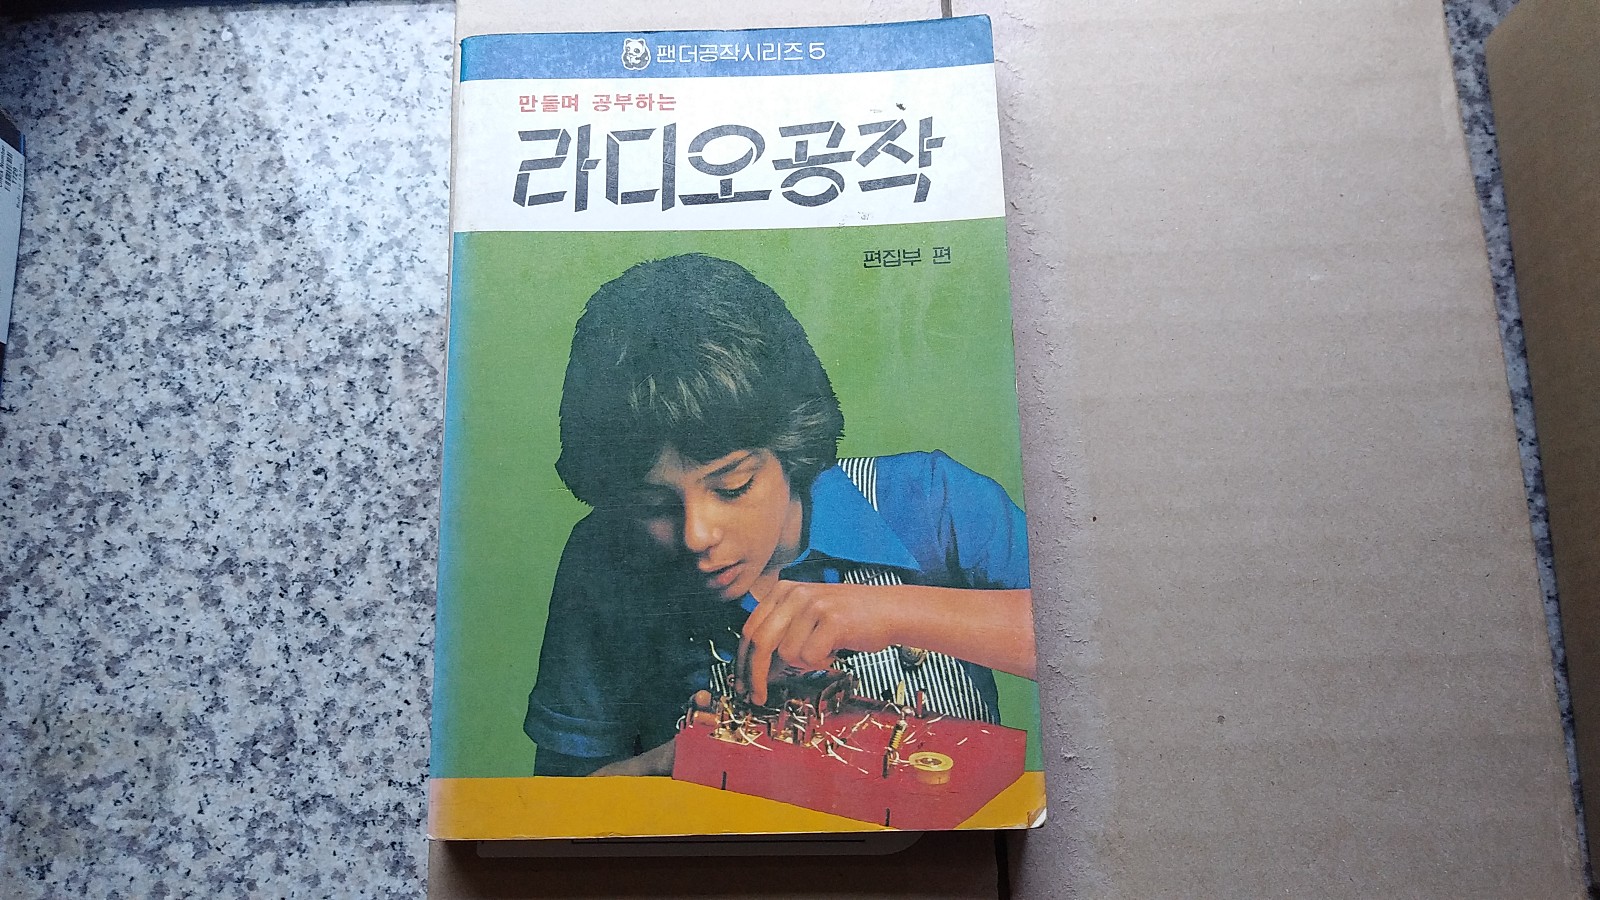 팬더공작시리즈 5
만들며 공부하는
라디오공작
편집부 편